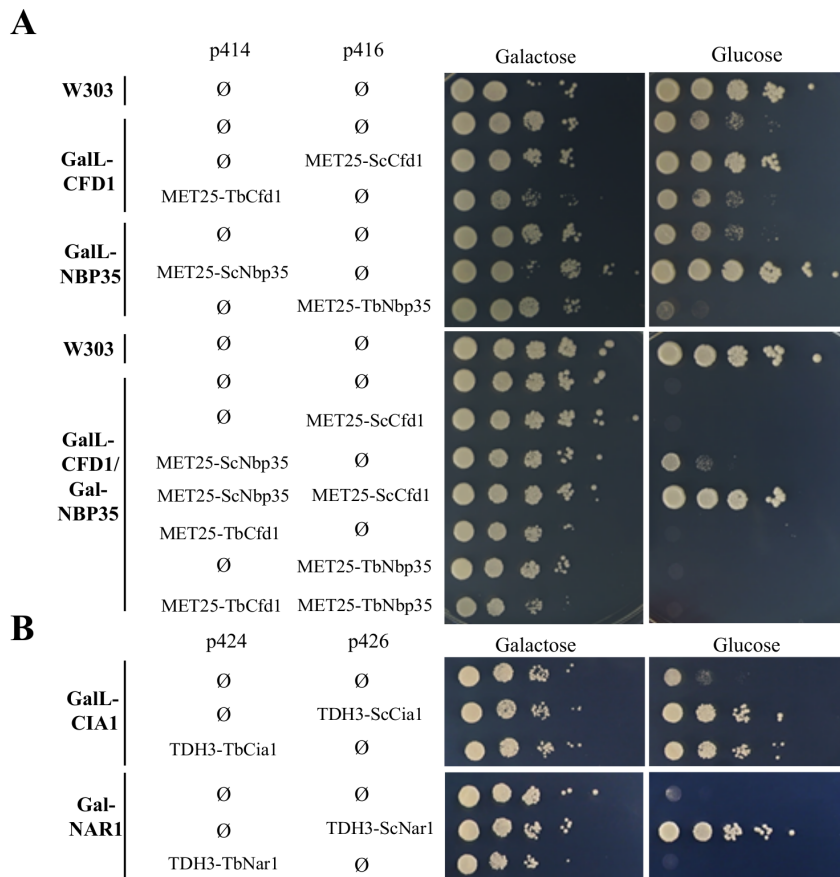 A
p414 p416 Galactose Glucose
W303 Ø Ø
Ø Ø
GalL-
CFD1
Ø MET25-ScCfd1
MET25-TbCfd1 Ø
Ø Ø
GalL-
NBP35
MET25-ScNbp35 Ø
Ø MET25-TbNbp35
W303 Ø Ø
Ø Ø
Ø MET25-ScCfd1
GalL-
CFD1/
Gal-
NBP35
MET25-ScNbp35 Ø
MET25-ScNbp35 MET25-ScCfd1
MET25-TbCfd1 Ø
Ø MET25-TbNbp35
MET25-TbCfd1 MET25-TbNbp35
B
p424 p426 Galactose Glucose
Ø Ø
GalL-
CIA1
Ø TDH3-ScCia1
TDH3-TbCia1 Ø
Gal-
NAR1
Ø Ø
Ø TDH3-ScNar1
TDH3-TbNar1 Ø